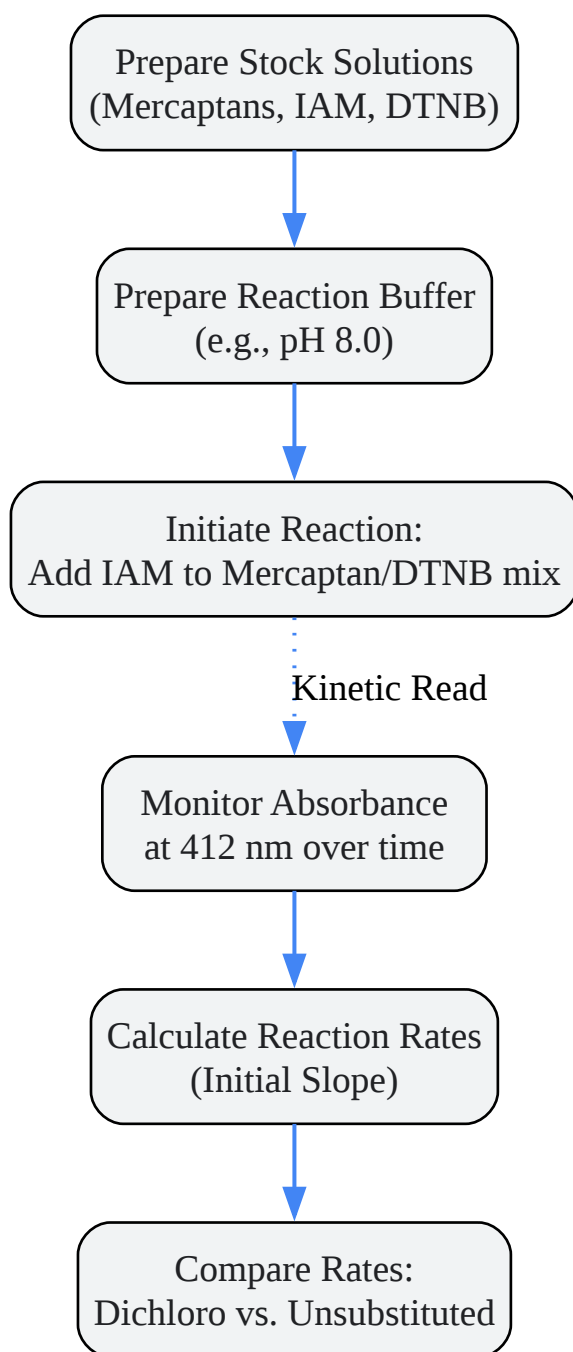 Prepare Stock Solutions
(Mercaptans, IAM, DTNB)
Prepare Reaction Buffer
(e.g., pH 8.0)
Initiate Reaction:
Add IAM to Mercaptan/DTNB mix
Kinetic Read
Monitor Absorbance
at 412 nm over time
Calculate Reaction Rates
(Initial Slope)
Compare Rates:
Dichloro vs. Unsubstituted